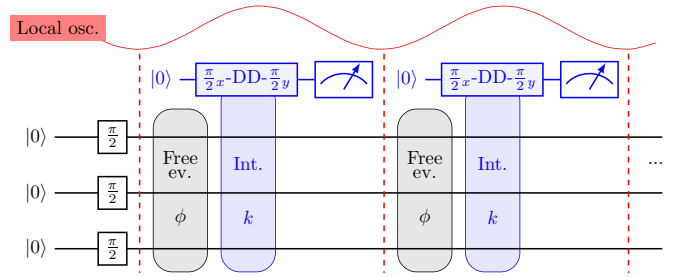 Local osc.
|0⟩ π/2 x-DD-π/2 y |0⟩ π/2 x-DD-π/2 y
|0⟩ π/2
Free ev. Int. Free ev. Int. ...
|0⟩ π/2
ϕ k ϕ k
|0⟩ π/2